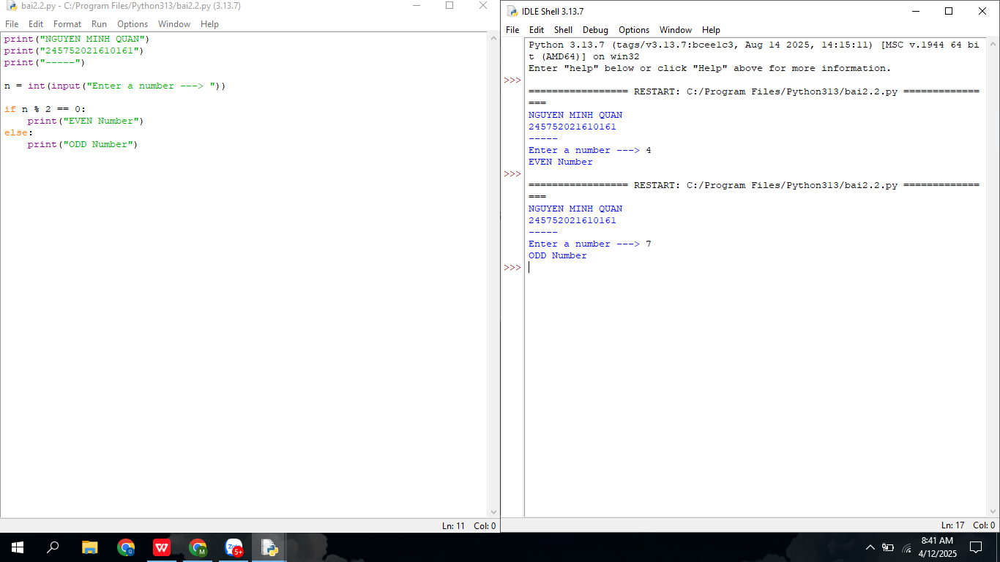 bai2.2.py - C:/Program Files/Python313/bai2.2.py (3.13.7)
File Edit Format Run Options Window Help
print("NGUYEN MINH QUAN")
print("245752021610161")
print("-----")
n = int(input("Enter a number ---> "))
if n % 2 == 0:
    print("EVEN Number")
else:
    print("ODD Number")
Ln: 11 Col: 0
IDLE Shell 3.13.7
File Edit Shell Debug Options Window Help
Python 3.13.7 (tags/v3.13.7:bcee1c3, Aug 14 2025, 14:15:11) [MSC v.1944 64 bi
t (AMD64)] on win32
Enter "help" below or click "Help" above for more information.
>>>
================= RESTART: C:/Program Files/Python313/bai2.2.py =============
===
NGUYEN MINH QUAN
245752021610161
-----
Enter a number ---> 4
EVEN Number
>>>
================= RESTART: C:/Program Files/Python313/bai2.2.py =============
===
NGUYEN MINH QUAN
245752021610161
-----
Enter a number ---> 7
ODD Number
>>>
Ln: 17 Col: 0
W
M
5+
8:41 AM
4/12/2025